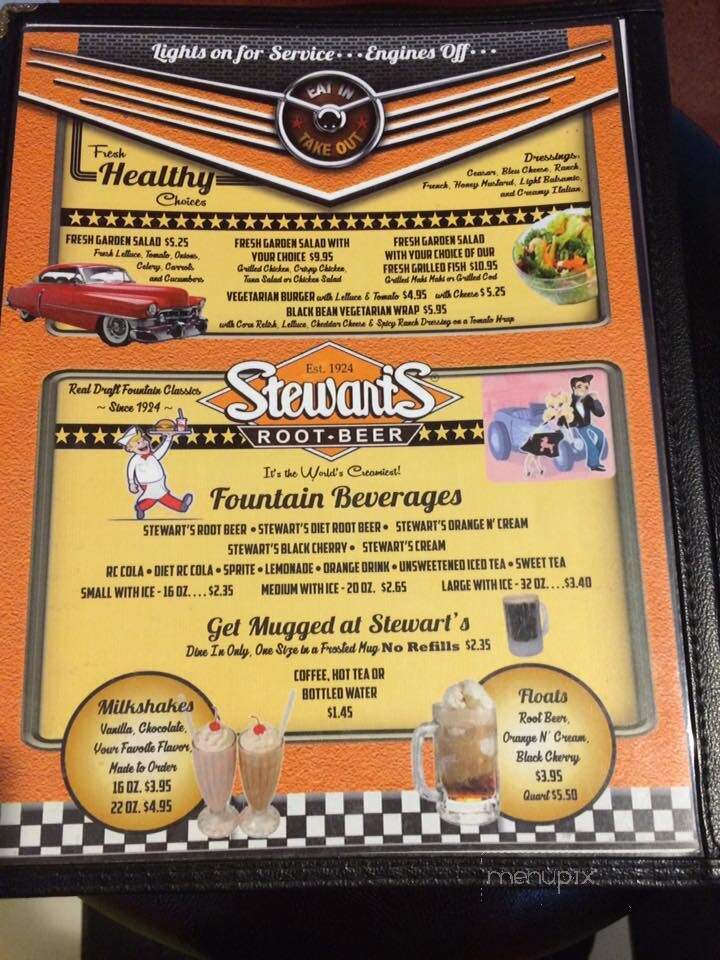 Lights on for Service...Engines Off...
EAT IN
TAKE OUT
Fresh
Healthy
Choices
Dressings:
Ceasar, Bleu Cheese, Ranch,
French, Honey Mustard, Light Balsamic,
and Creamy Italian
FRESH GARDEN SALAD $5.25
Fresh Lettuce, Tomato, Onions,
Celery, Carrots,
and Cucumbers
FRESH GARDEN SALAD WITH
YOUR CHOICE $9.95
Grilled Chicken, Crispy Chicken,
Tuna Salad or Chicken Salad
FRESH GARDEN SALAD
WITH YOUR CHOICE OF OUR
FRESH GRILLED FISH $10.95
Grilled Mahi Mahi or Grilled Cod
VEGETARIAN BURGER with Lettuce & Tomato $4.95 with Cheese $5.25
BLACK BEAN VEGETARIAN WRAP $5.95
with Corn Relish, Lettuce, Cheddar Cheese & Spicy Ranch Dressing on a Tomato Wrap
Real Draft Fountain Classics
~ Since 1924 ~
Est. 1924
Stewart's
ROOT·BEER
It's the World's Creamiest!
Fountain Beverages
STEWART'S ROOT BEER • STEWART'S DIET ROOT BEER • STEWART'S ORANGE N' CREAM
STEWART'S BLACK CHERRY • STEWART'S CREAM
RC COLA • DIET RC COLA • SPRITE • LEMONADE • ORANGE DRINK • UNSWEETENED ICED TEA • SWEET TEA
SMALL WITH ICE - 16 OZ. ... $2.35 MEDIUM WITH ICE - 20 OZ. $2.65 LARGE WITH ICE - 32 OZ. ...$3.40
Get Mugged at Stewart's
Dine In Only, One Size in a Frosted Mug No Refills $2.35
COFFEE, HOT TEA OR
BOTTLED WATER
$1.45
Milkshakes
Vanilla, Chocolate,
Your Favoite Flavor,
Made to Order
16 OZ. $3.95
22 OZ. $4.95
Floats
Root Beer,
Orange N' Cream,
Black Cherry
$3.95
Quart $5.50
menupix